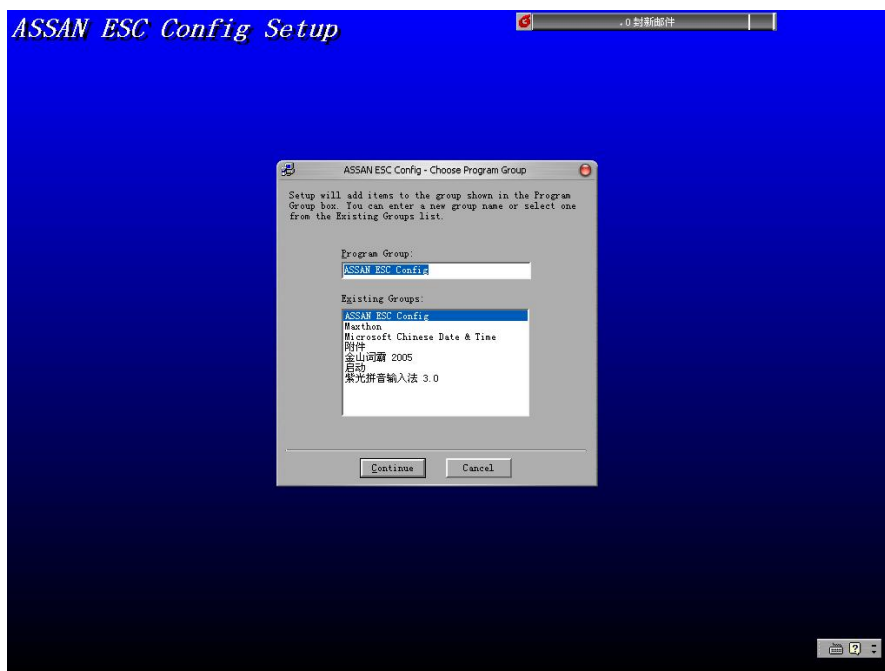 ASSAN ESC Config Setup
.0 封新邮件
ASSAN ESC Config - Choose Program Group
Setup will add items to the group shown in the Program
Group box. You can enter a new group name or select one
from the Existing Groups list.
Program Group:
ASSAN ESC Config
Existing Groups:
ASSAN ESC Config
Maxthon
Microsoft Chinese Date & Time
附件
金山词霸 2005
启动
紫光拼音输入法 3.0
Continue
Cancel